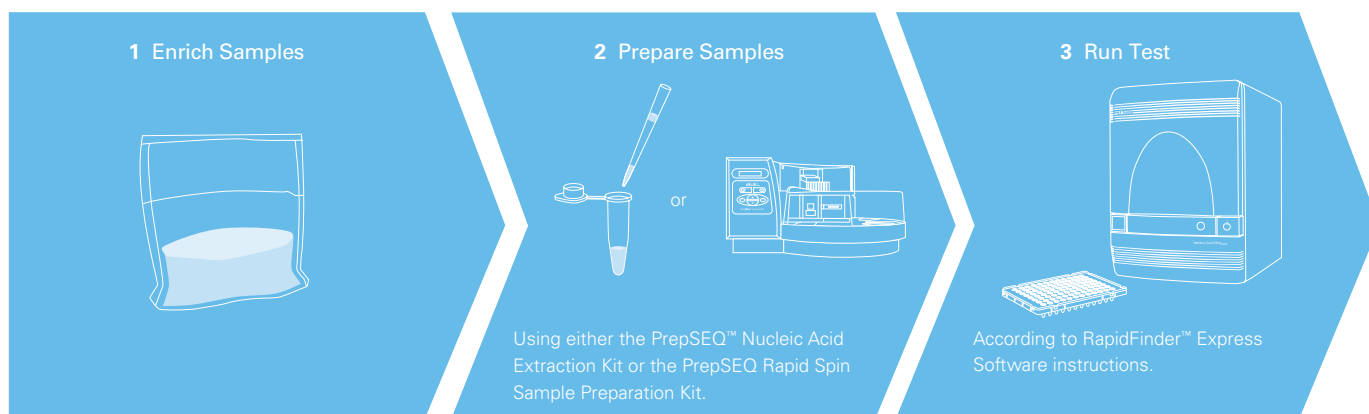 1 Enrich Samples
2 Prepare Samples
or
Using either the PrepSEQ™ Nucleic Acid
Extraction Kit or the PrepSEQ Rapid Spin
Sample Preparation Kit.
3 Run Test
According to RapidFinder™ Express
Software instructions.